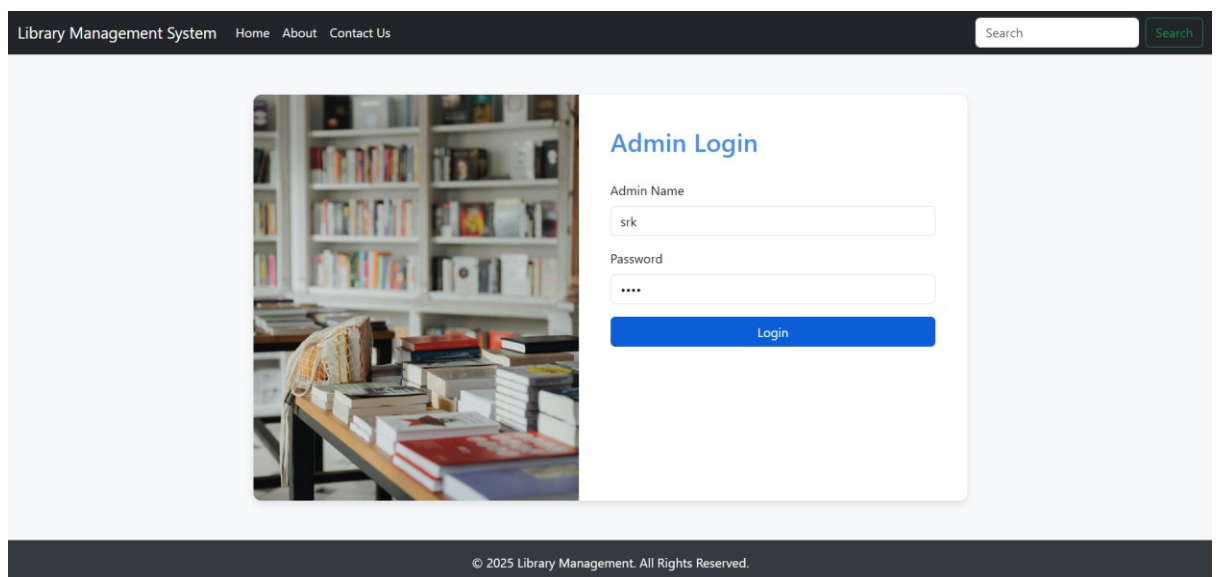 Library Management System Home About Contact Us Search Search
Admin Login
Admin Name
srk
Password
••••
Login
© 2025 Library Management. All Rights Reserved.